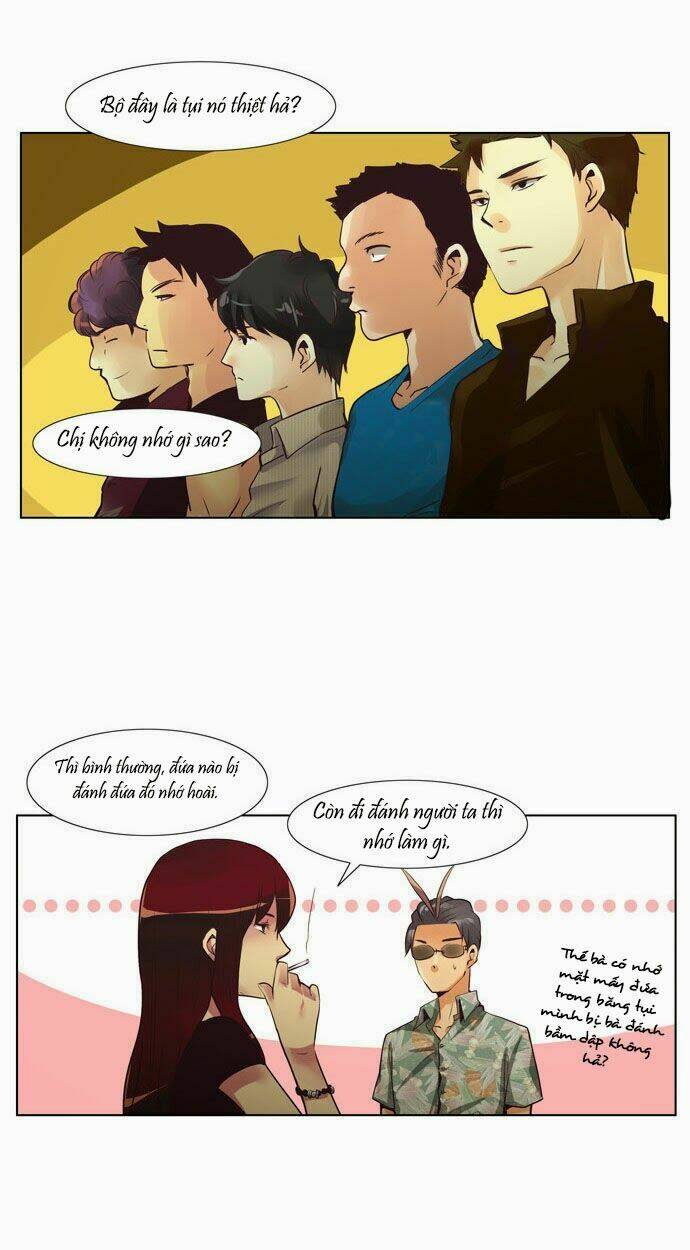 Bộ đây là tụi nó thiệt hả?
Chị không nhớ gì sao?
Thì bình thường, đứa nào bị
đánh đứa đó nhớ hoài.
Còn đi đánh người ta thì
nhớ làm gì.
Thế bà có nhớ
mặt mấy đứa
trong băng tụi
mình bị bà đánh
bầm dập không
hả?